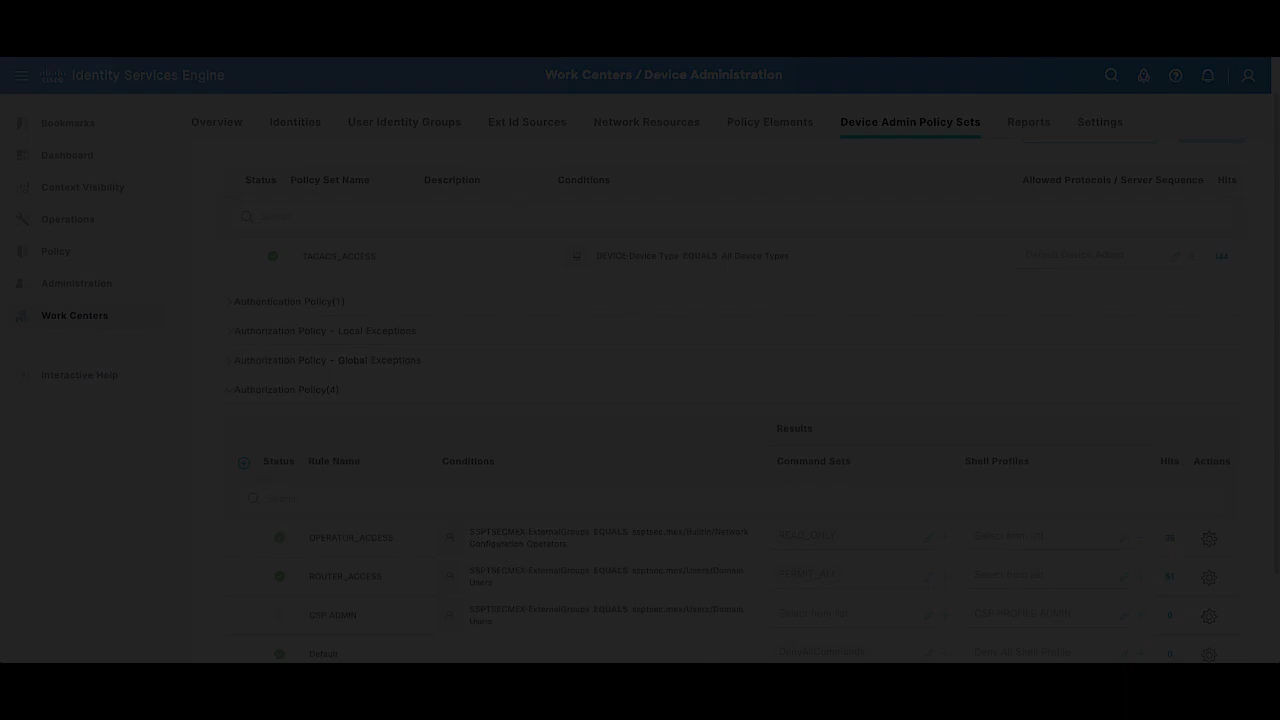 Identity Services Engine
Work Centers / Device Administration
Bookmarks
Dashboard
Context Visibility
Operations
Policy
Administration
Work Centers
Interactive Help
Overview
Identities
User Identity Groups
Ext Id Sources
Network Resources
Policy Elements
Device Admin Policy Sets
Reports
Settings
Status Policy Set Name Description Conditions Allowed Protocols / Server Sequence Hits
Search
TACACS_ACCESS DEVICE·Device Type EQUALS All Device Types Default Device Admin 144
Authentication Policy(1)
Authorization Policy - Local Exceptions
Authorization Policy - Global Exceptions
Authorization Policy(4)
Results
Status Rule Name Conditions Command Sets Shell Profiles Hits Actions
Search
OPERATOR_ACCESS
SSPTSECMEX·ExternalGroups EQUALS ssptsec.mex/Builtin/Network
Configuration Operators
READ_ONLY
Select from list
ROUTER_ACCESS
SSPTSECMEX·ExternalGroups EQUALS ssptsec.mex/Users/Domain
Users
PERMIT_ALL
Select from list
51
CSP ADMIN
SSPTSECMEX·ExternalGroups EQUALS ssptsec.mex/Users/Domain
Users
Select from list
CSP-PROFILE ADMIN
Default
DenyAllCommands
Deny All Shell Profile
0